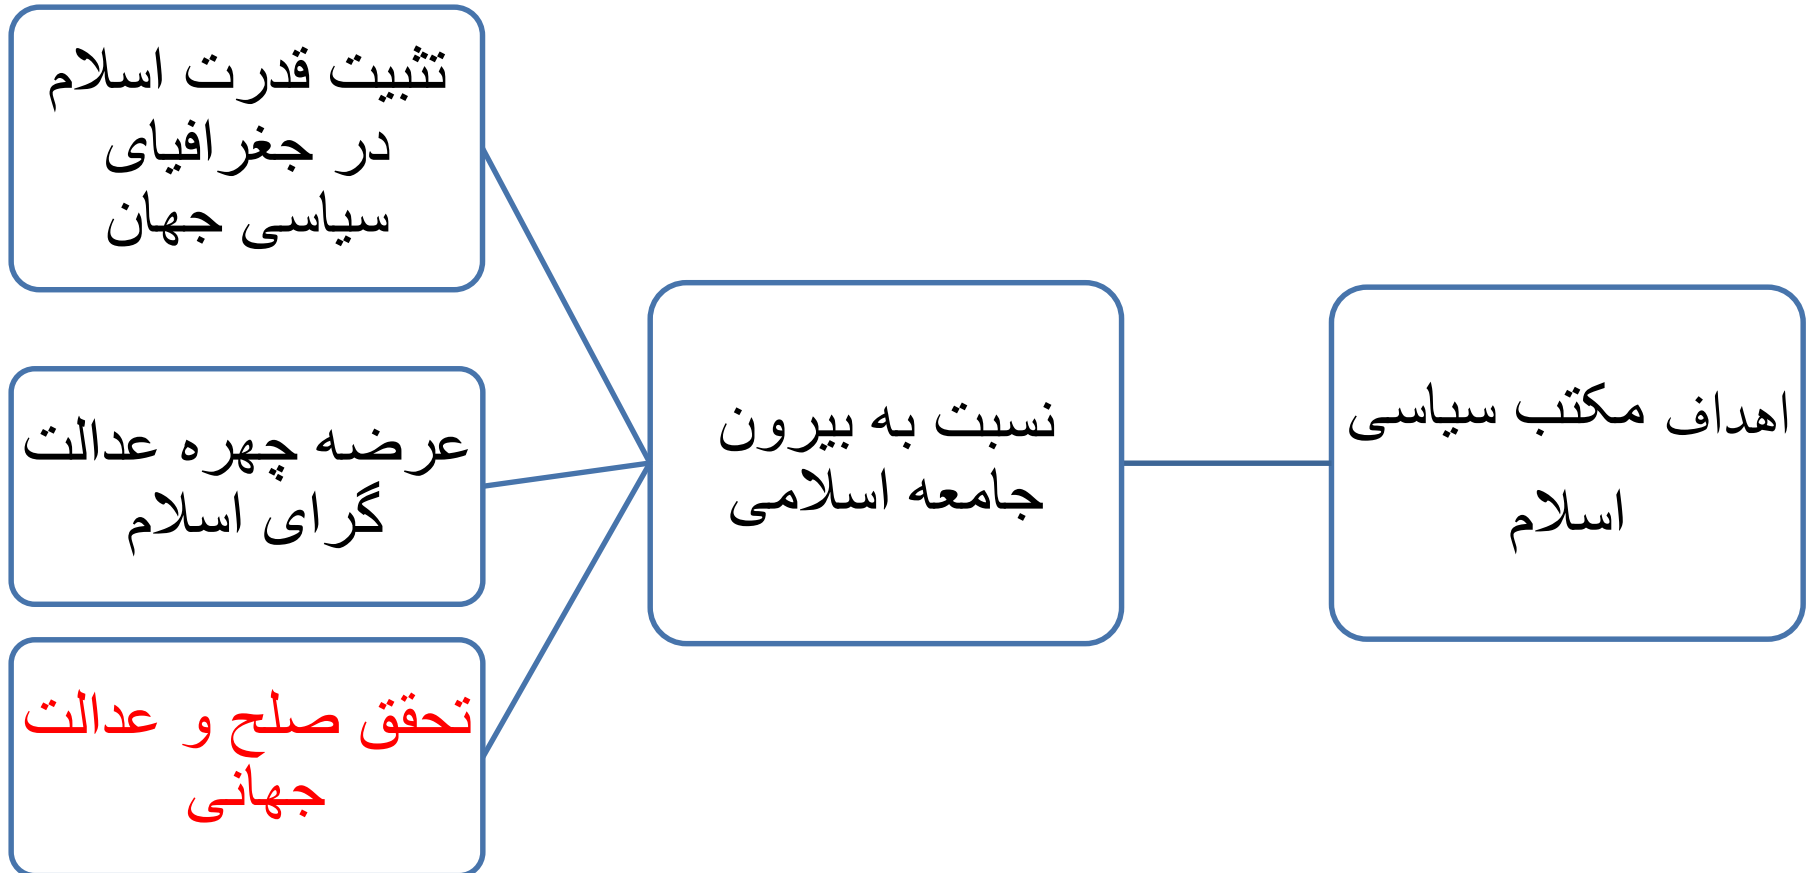 اهداف مکتب سیاسی
اسلام
نسبت به بیرون
جامعه اسلامی
تثبیت قدرت اسلام
در جغرافیای
سیاسی جهان
عرضه چهره عدالت
گرای اسلام
تحقق صلح و عدالت
جهانی